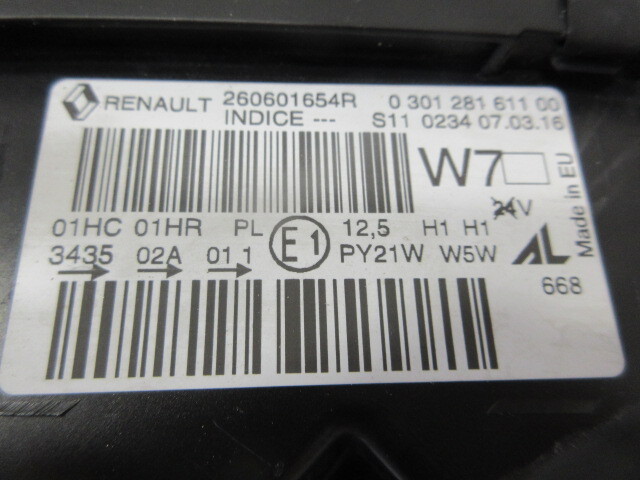 RENAULT 260601654R 0 301 281 611 00
INDICE --- S11 0234 07.03.16
W7
24V
Made in EU
01HC 01HR PL E1 12,5 H1 H1
3435 02A 01 1 PY21W W5W AL
668